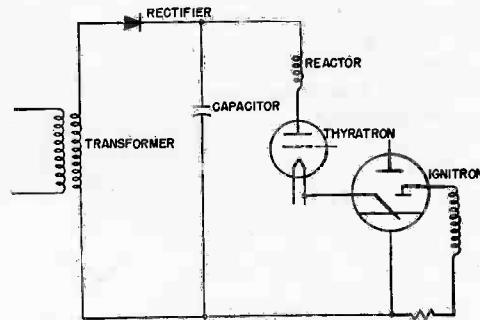 RECTIFIER
REACTOR
CAPACITOR
THYRATRON
TRANSFORMER
IGNITRON